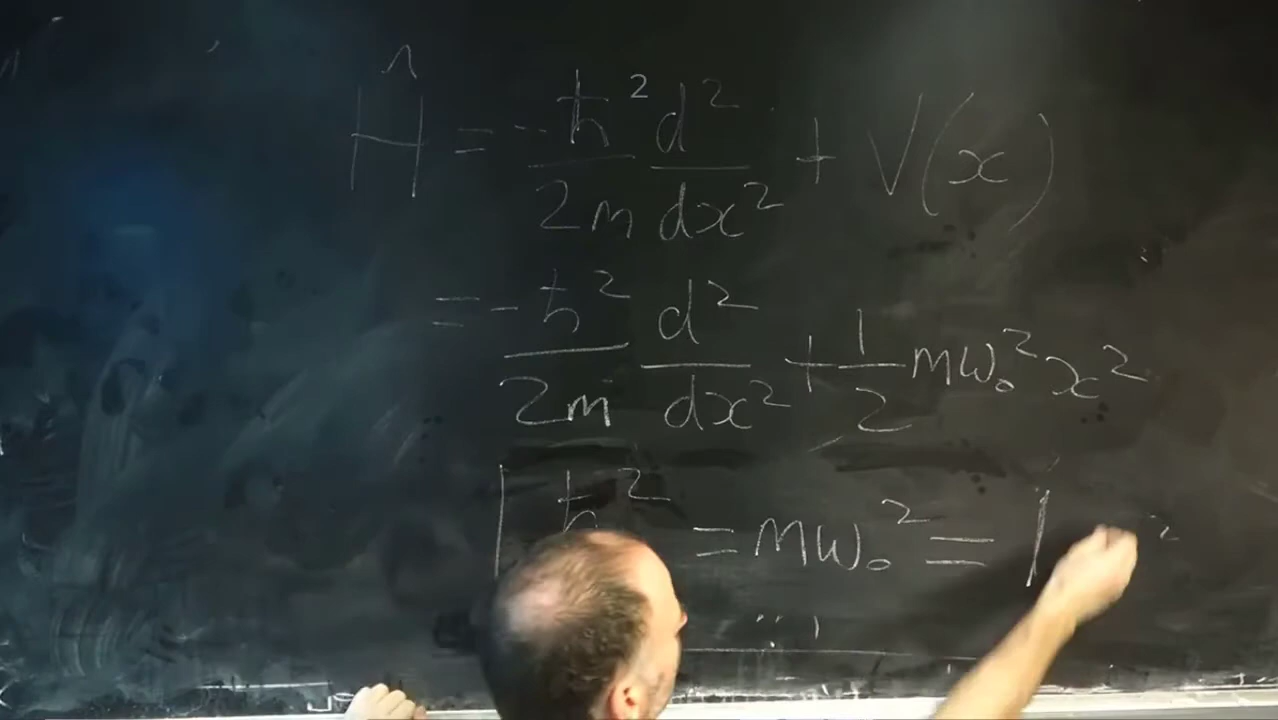 Ĥ = -ħ²/2m d²/dx² + V(x)
= -ħ²/2m d²/dx² + 1/2 mω₀²x²
[ ħ² = mω₀² = 1